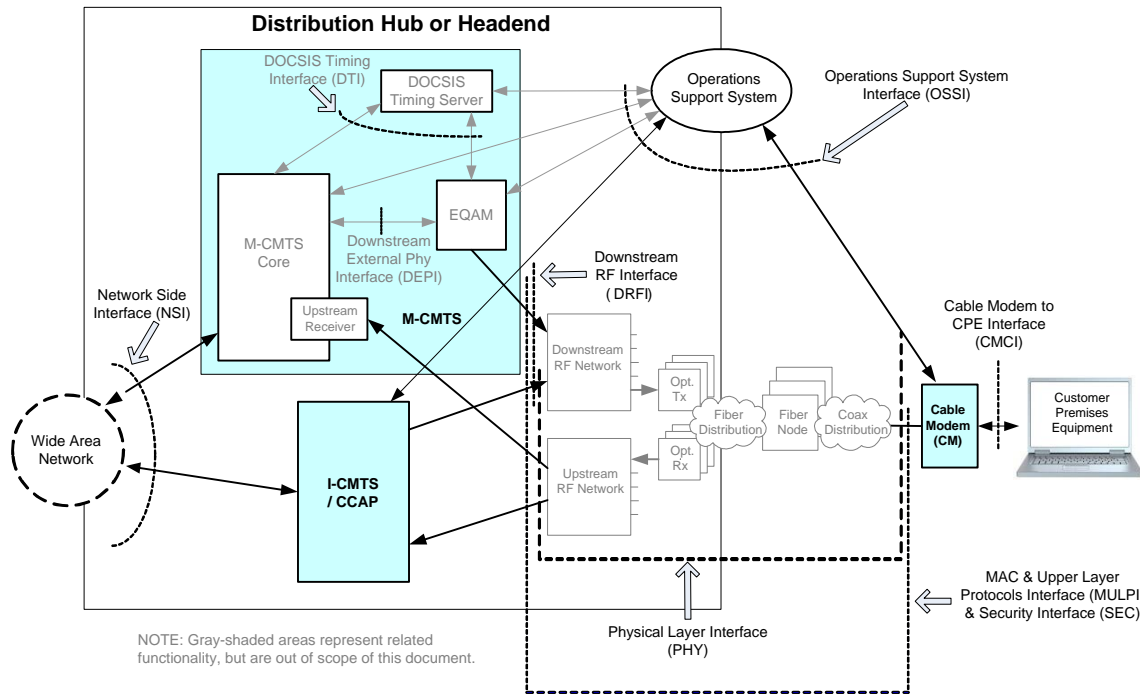 Distribution Hub or Headend
DOCSIS Timing
Interface (DTI)
DOCSIS
Timing Server
Operations
Support System
Operations Support System
Interface (OSSI)
M-CMTS
Core
EQAM
Downstream
External Phy
Interface (DEPI)
Upstream
Receiver
M-CMTS
Network Side
Interface (NSI)
Downstream
RF Interface
( DRFI)
Cable Modem to
CPE Interface
(CMCI)
Downstream
RF Network
Opt.
Tx
Fiber
Distribution
Fiber
Node
Coax
Distribution
Cable
Modem
(CM)
Customer
Premises
Equipment
Wide Area
Network
I-CMTS
/ CCAP
Upstream
RF Network
Opt.
Rx
MAC & Upper Layer
Protocols Interface (MULPI
& Security Interface (SEC)
Physical Layer Interface
(PHY)
NOTE: Gray-shaded areas represent related
functionality, but are out of scope of this document.